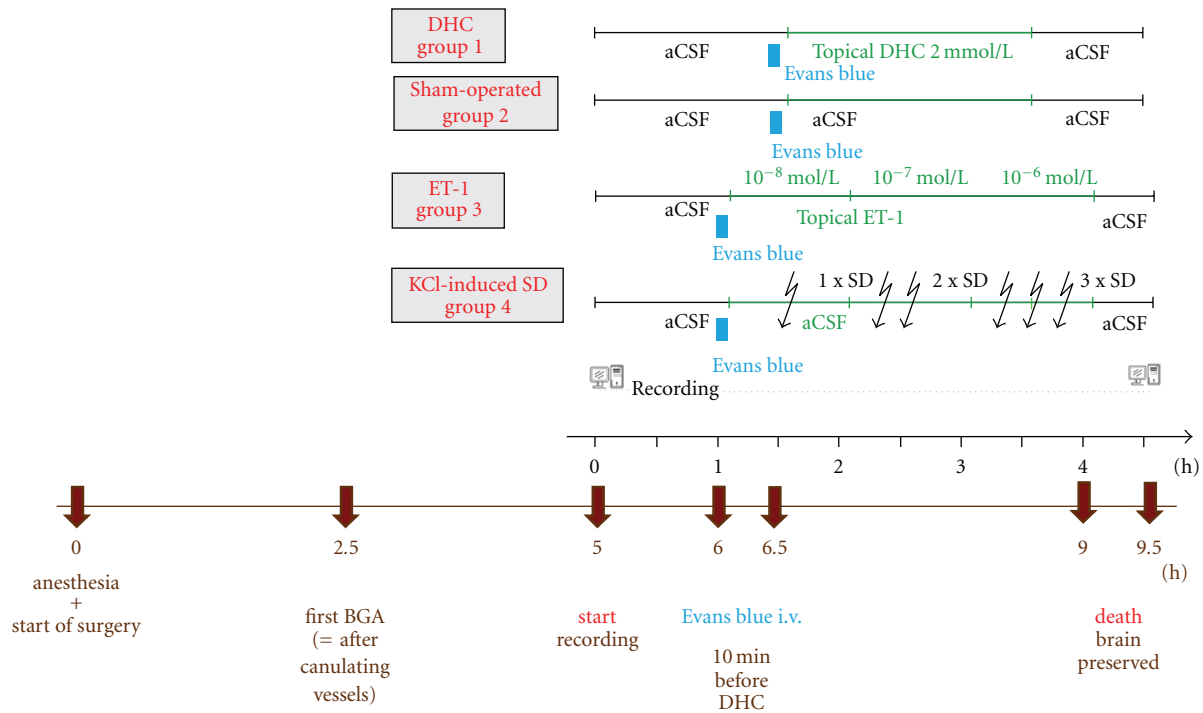 DHC
group 1
aCSF
Topical DHC 2 mmol/L
aCSF
Evans blue
Sham-operated
group 2
aCSF
aCSF
aCSF
Evans blue
ET-1
group 3
10⁻⁸ mol/L
10⁻⁷ mol/L
10⁻⁶ mol/L
aCSF
Topical ET-1
aCSF
Evans blue
KCl-induced SD
group 4
1 x SD
2 x SD
3 x SD
aCSF
aCSF
aCSF
Evans blue
Recording
0
1
2
3
4
(h)
0
2.5
5
6
6.5
9
9.5
(h)
anesthesia
+
start of surgery
first BGA
(= after
canulating
vessels)
start
recording
Evans blue i.v.
10 min
before
DHC
death
brain
preserved